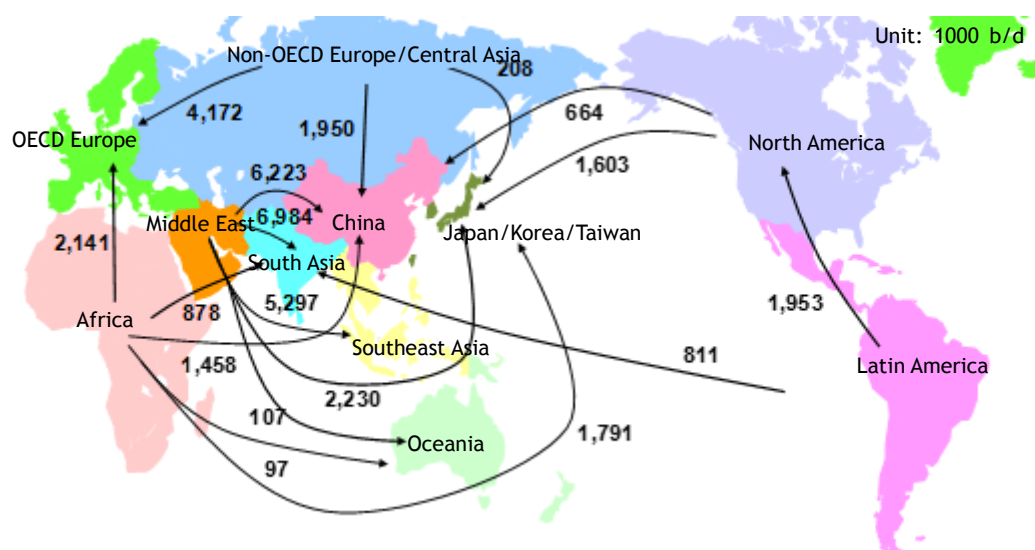 Unit: 1000 b/d
Non-OECD Europe/Central Asia
208
4,172
664
1,950
OECD Europe
North America
1,603
6,223
6,984
Middle East
China
Japan/Korea/Taiwan
2,141
South Asia
878
5,297
1,953
Africa
Southeast Asia
811
1,458
Latin America
2,230
107
1,791
Oceania
97